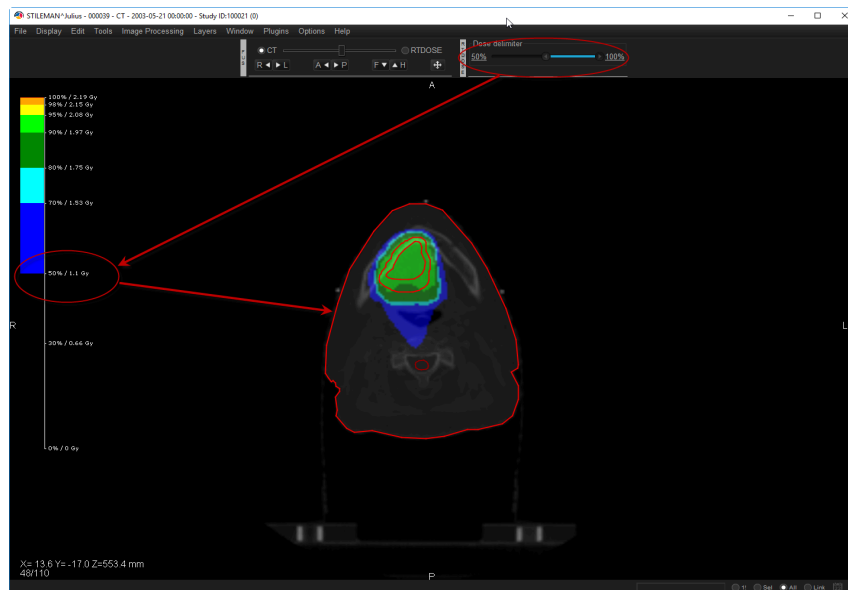 STILEMAN^Julius - 000039 - CT - 2003-05-21 00:00:00 - Study ID:100021 (0)
File Display Edit Tools Image Processing Layers Window Plugins Options Help
CT RTDOSE
R L A P F H
Dose delimiter
50% 100%
A
100% / 2.19 Gy
98% / 2.15 Gy
95% / 2.08 Gy
90% / 1.97 Gy
80% / 1.75 Gy
70% / 1.53 Gy
50% / 1.1 Gy
R L
30% / 0.66 Gy
0% / 0 Gy
X= 13.6 Y= -17.0 Z=553.4 mm
48/110
P
Sel All Link